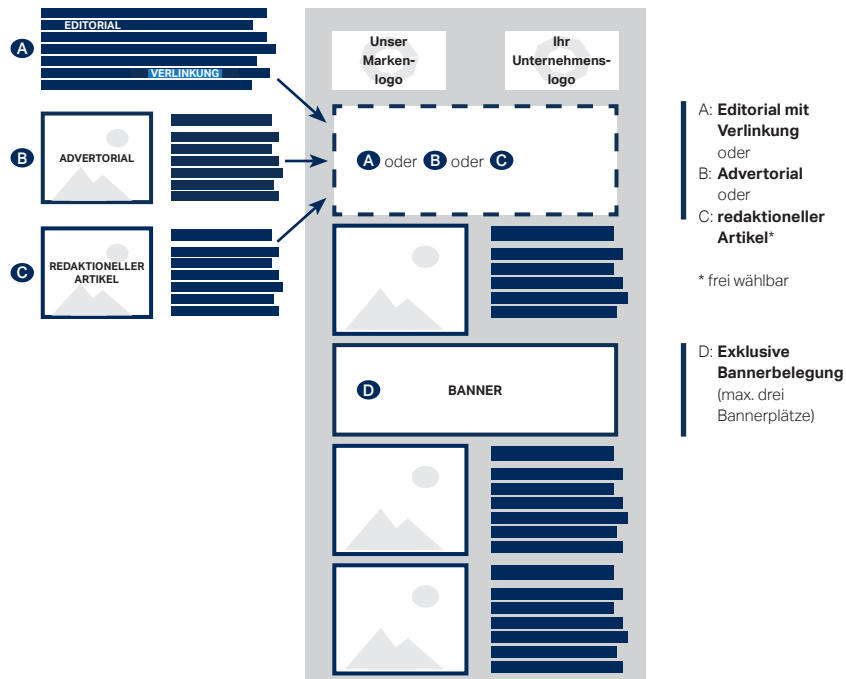 A
EDITORIAL
VERLINKUNG
B
ADVERTORIAL
C
REDAKTIONELLER
ARTIKEL
Unser
Marken-
logo
Ihr
Unternehmens-
logo
A oder B oder C
D
BANNER
A: Editorial mit
Verlinkung
oder
B: Advertorial
oder
C: redaktioneller
Artikel*
* frei wählbar
D: Exklusive
Bannerbelegung
(max. drei
Bannerplätze)